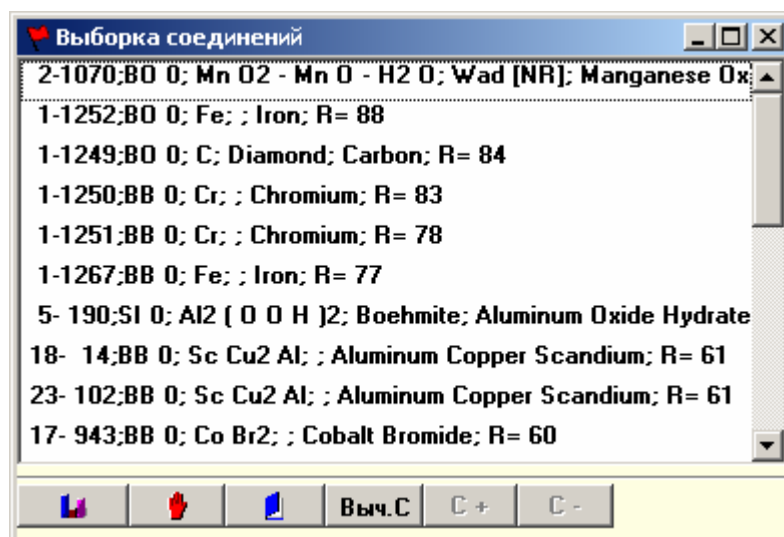 Выборка соединений
2-1070;BO 0; Mn O2 - Mn O - H2 O; Wad [NR]; Manganese Ox
1-1252;BO 0; Fe; ; Iron; R= 88
1-1249;BO 0; C; Diamond; Carbon; R= 84
1-1250;BB 0; Cr; ; Chromium; R= 83
1-1251;BB 0; Cr; ; Chromium; R= 78
1-1267;BB 0; Fe; ; Iron; R= 77
5- 190;SI 0; Al2 ( O O H )2; Boehmite; Aluminum Oxide Hydrate
18- 14;BB 0; Sc Cu2 Al; ; Aluminum Copper Scandium; R= 61
23- 102;BB 0; Sc Cu2 Al; ; Aluminum Copper Scandium; R= 61
17- 943;BB 0; Co Br2; ; Cobalt Bromide; R= 60
Выч.С C + C -